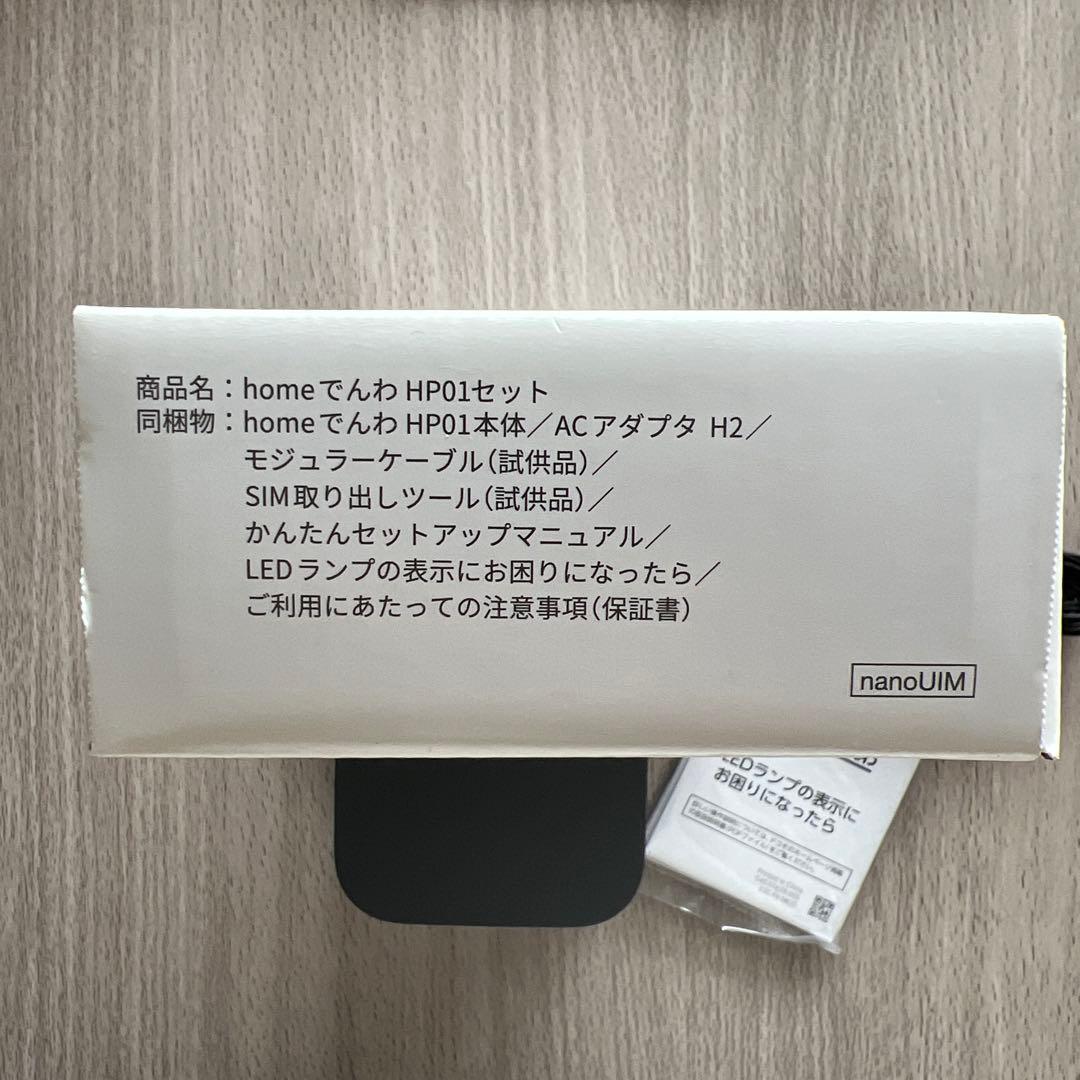 商品名：homeでんわ HP01セット
同梱物：homeでんわ HP01本体／ACアダプタ H2／
モジュラーケーブル（試供品）／
SIM取り出しツール（試供品）／
かんたんセットアップマニュアル／
LEDランプの表示にお困りになったら／
ご利用にあたっての注意事項（保証書）
nanoUIM
LEDランプの表示に
お困りになったら